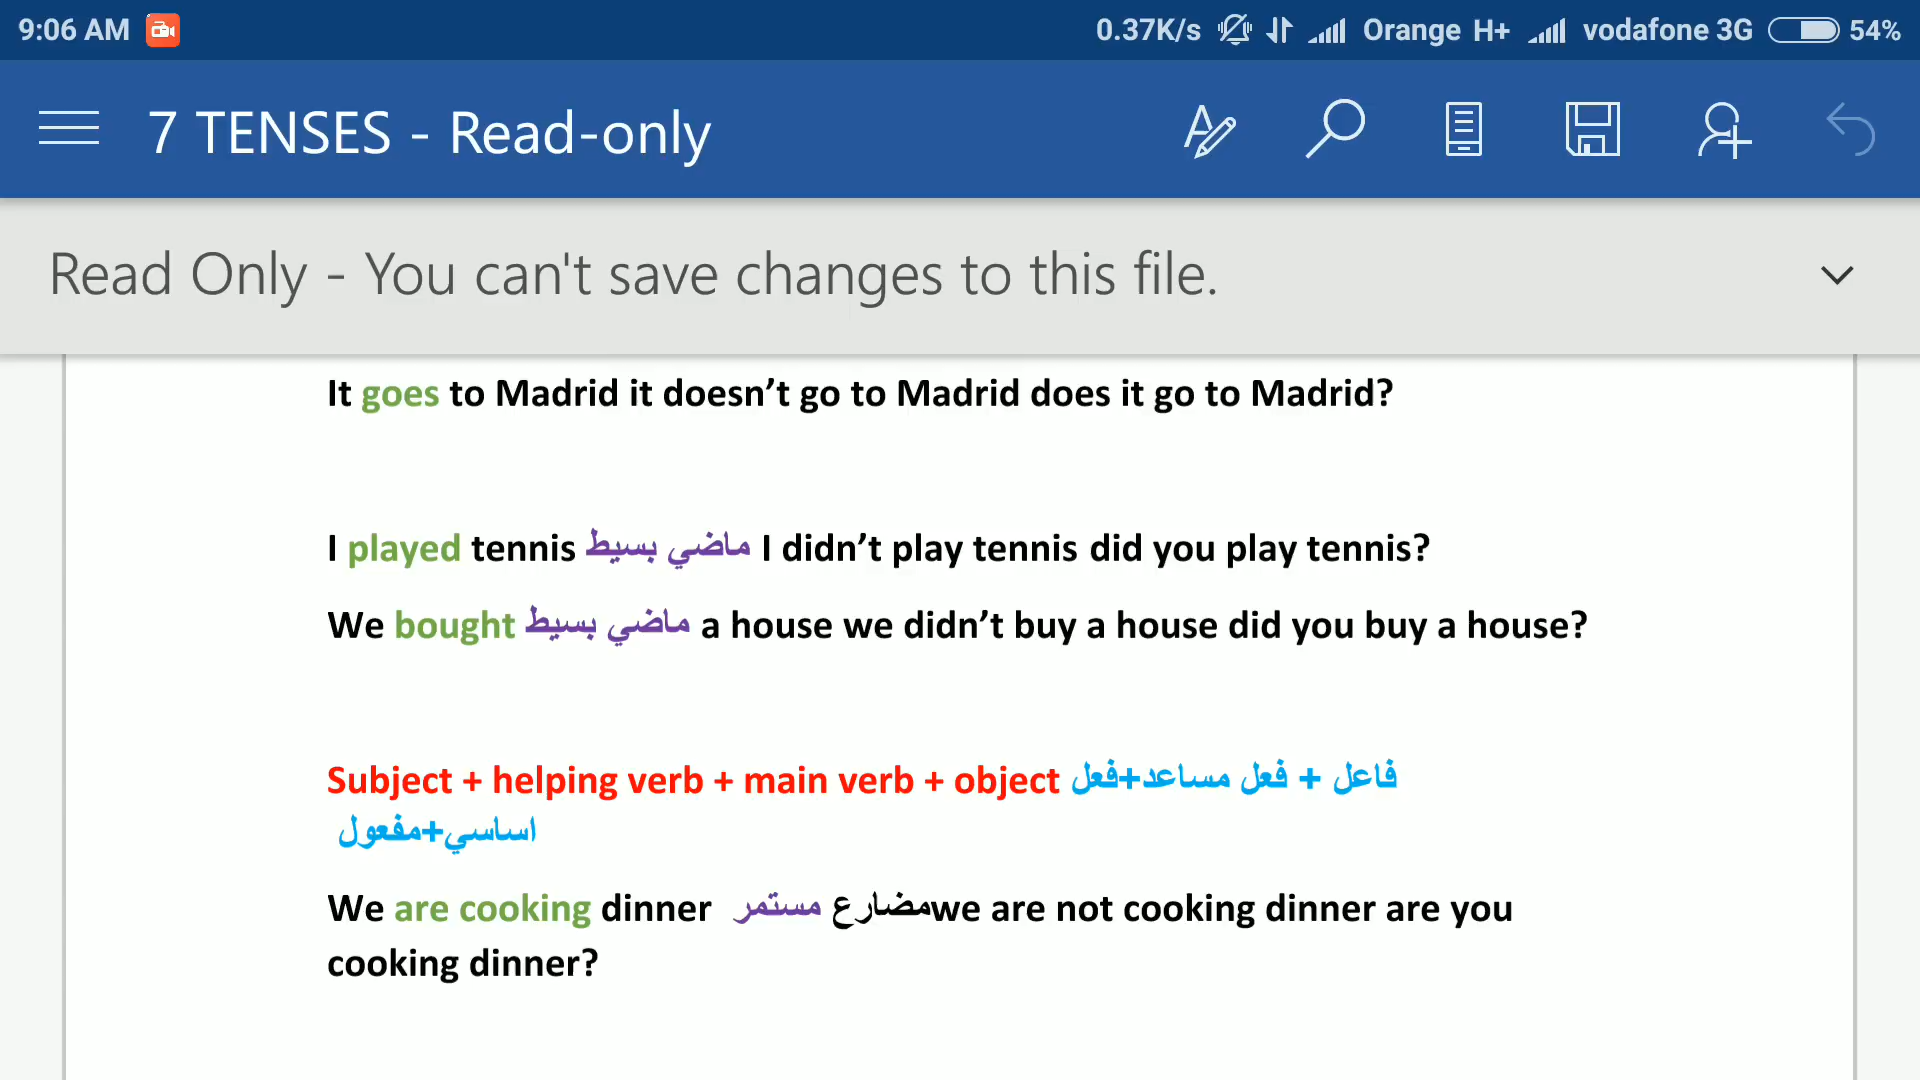 9:06 AM 0.37K/s Orange H+ vodafone 3G 54%
7 TENSES - Read-only
Read Only - You can't save changes to this file.
It goes to Madrid it doesn’t go to Madrid does it go to Madrid?
I played tennis ماضي بسيط I didn’t play tennis did you play tennis?
We bought ماضي بسيط a house we didn’t buy a house did you buy a house?
Subject + helping verb + main verb + object فاعل + فعل مساعد+فعل
اساسي+مفعول
We are cooking dinner مضارع مستمر we are not cooking dinner are you
cooking dinner?